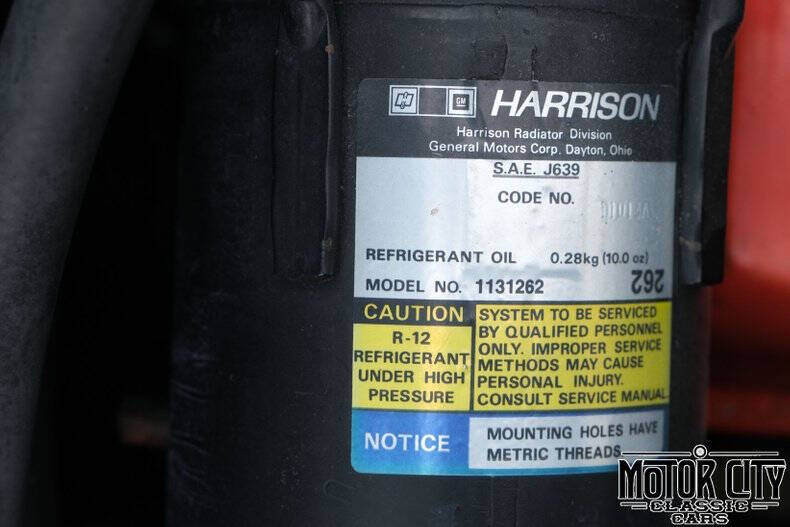 GM HARRISON
Harrison Radiator Division
General Motors Corp. Dayton, Ohio
S.A.E. J639
CODE NO.
REFRIGERANT OIL 0.28kg (10.0 oz)
MODEL NO. 1131262 262
CAUTION
R-12
REFRIGERANT
UNDER HIGH
PRESSURE
SYSTEM TO BE SERVICED
BY QUALIFIED PERSONNEL
ONLY. IMPROPER SERVICE
METHODS MAY CAUSE
PERSONAL INJURY.
CONSULT SERVICE MANUAL
NOTICE
MOUNTING HOLES HAVE
METRIC THREADS
MOTOR CITY
CLASSIC
CARS